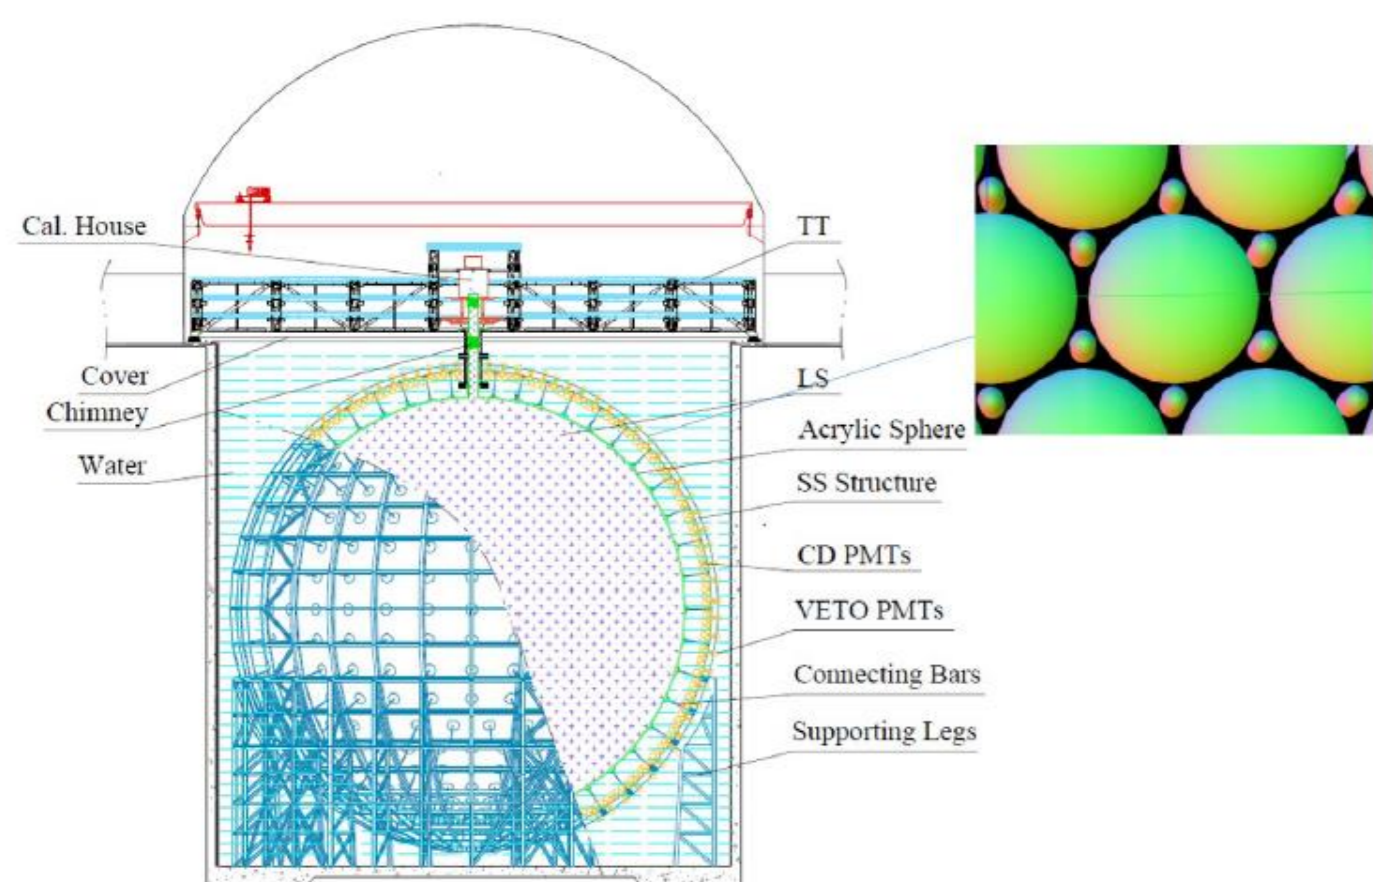 Cal. House
TT
Cover
Chimney
Water
LS
Acrylic Sphere
SS Structure
CD PMTs
VETO PMTs
Connecting Bars
Supporting Legs